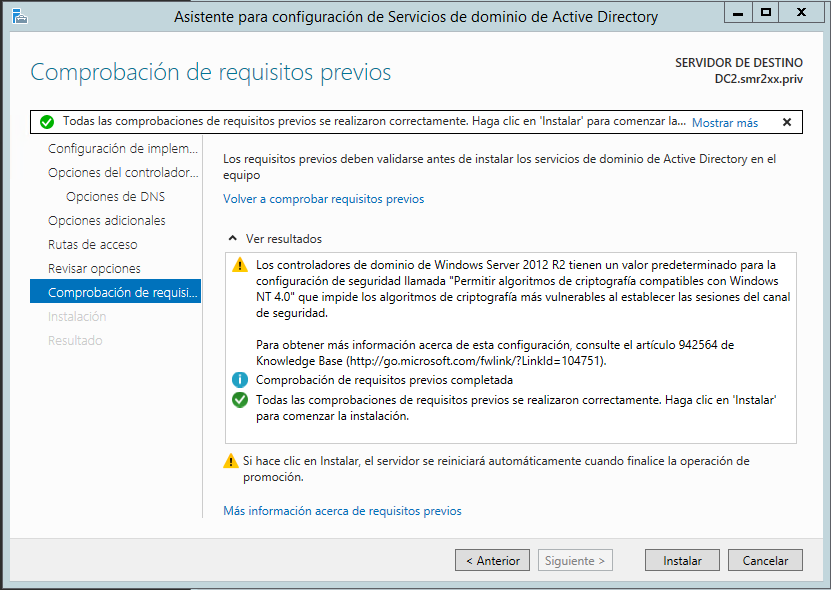 Asistente para configuración de Servicios de dominio de Active Directory
Comprobación de requisitos previos
SERVIDOR DE DESTINO
DC2.smr2xx.priv
Todas las comprobaciones de requisitos previos se realizaron correctamente. Haga clic en 'Instalar' para comenzar la... Mostrar más
Configuración de implem...
Opciones del controlador...
Opciones de DNS
Opciones adicionales
Rutas de acceso
Revisar opciones
Comprobación de requisi...
Instalación
Resultado
Los requisitos previos deben validarse antes de instalar los servicios de dominio de Active Directory en el
equipo
Volver a comprobar requisitos previos
Ver resultados
Los controladores de dominio de Windows Server 2012 R2 tienen un valor predeterminado para la
configuración de seguridad llamada "Permitir algoritmos de criptografía compatibles con Windows
NT 4.0" que impide los algoritmos de criptografía más vulnerables al establecer las sesiones del canal
de seguridad.
Para obtener más información acerca de esta configuración, consulte el artículo 942564 de
Knowledge Base (http://go.microsoft.com/fwlink/?LinkId=104751).
Comprobación de requisitos previos completada
Todas las comprobaciones de requisitos previos se realizaron correctamente. Haga clic en 'Instalar'
para comenzar la instalación.
Si hace clic en Instalar, el servidor se reiniciará automáticamente cuando finalice la operación de
promoción.
Más información acerca de requisitos previos
< Anterior
Siguiente >
Instalar
Cancelar